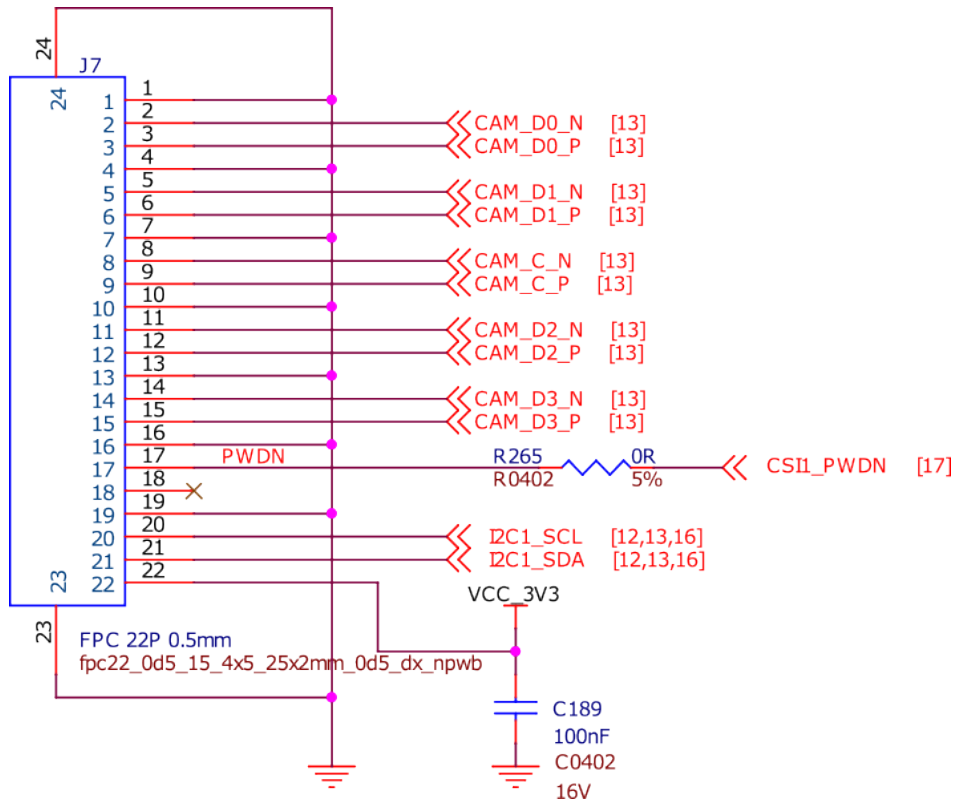 24
J7
24
1
1
2
2
CAM_D0_N [13]
3
3
CAM_D0_P [13]
4
4
5
5
CAM_D1_N [13]
6
6
CAM_D1_P [13]
7
7
8
8
CAM_C_N [13]
9
9
CAM_C_P [13]
10
10
11
11
CAM_D2_N [13]
12
12
CAM_D2_P [13]
13
13
14
14
CAM_D3_N [13]
15
15
CAM_D3_P [13]
16
16
17
17
PWDN
R265 0R
R0402 5%
CSI1_PWDN [17]
18
18
19
19
20
20
I2C1_SCL [12,13,16]
21
21
I2C1_SDA [12,13,16]
22
22
23
VCC_3V3
23
FPC 22P 0.5mm
fpc22_0d5_15_4x5_25x2mm_0d5_dx_npwb
C189
100nF
C0402
16V